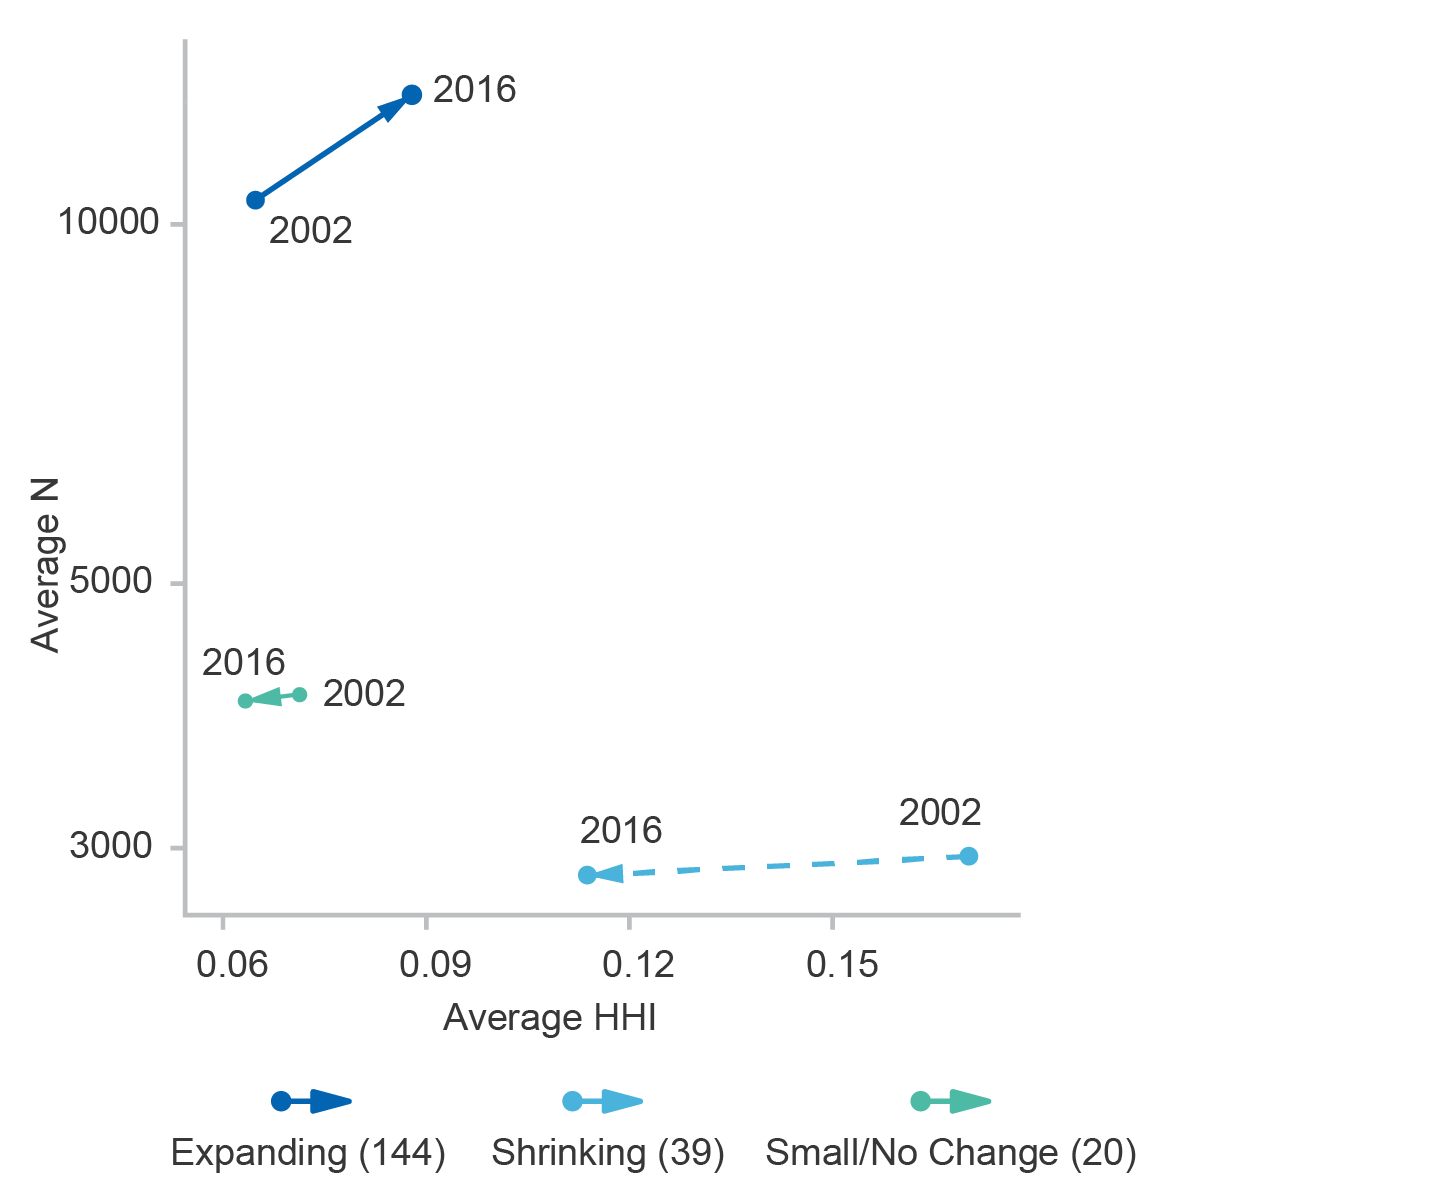 2016
10000
2002
Average N
5000
2016
2002
3000
2016
2002
0.06 0.09 0.12 0.15
Average HHI
Expanding (144) Shrinking (39) Small/No Change (20)